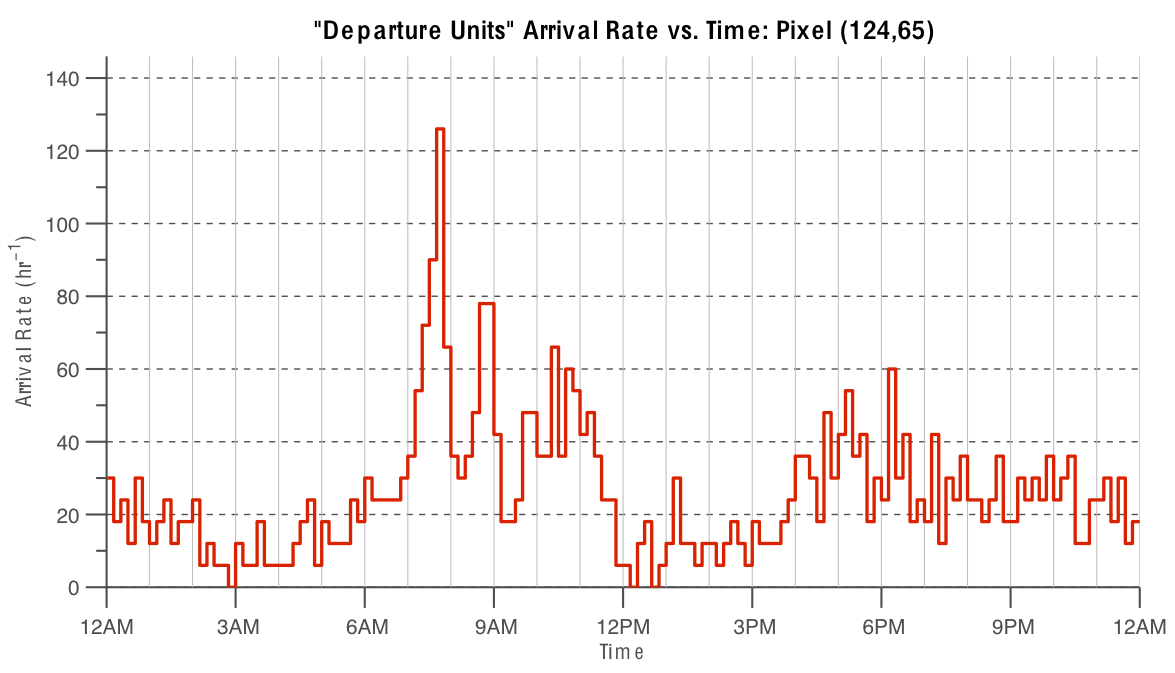 "Departure Units" Arrival Rate vs. Time: Pixel (124,65)
140
120
100
80
60
40
20
0
Arrival Rate (hr⁻¹)
12AM 3AM 6AM 9AM 12PM 3PM 6PM 9PM 12AM
Time